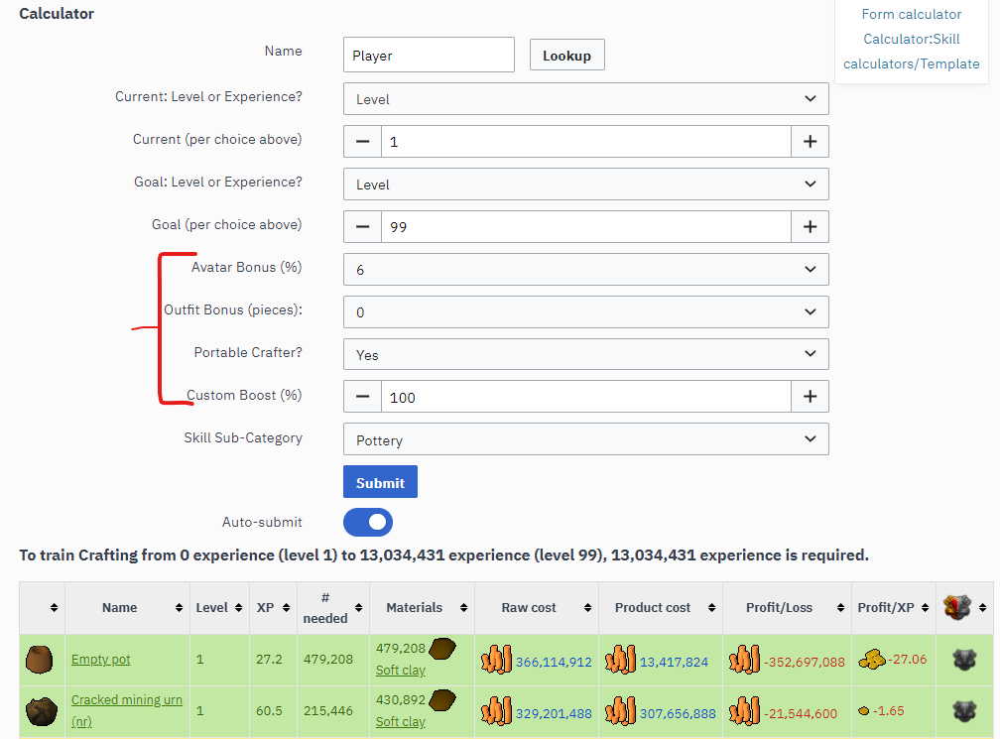 Calculator
Form calculator
Calculator:Skill
calculators/Template
Name
Player
Lookup
Current: Level or Experience?
Level
Current (per choice above)
1
Goal: Level or Experience?
Level
Goal (per choice above)
99
Avatar Bonus (%)
6
Outfit Bonus (pieces):
0
Portable Crafter?
Yes
Custom Boost (%)
100
Skill Sub-Category
Pottery
Submit
Auto-submit
To train Crafting from 0 experience (level 1) to 13,034,431 experience (level 99), 13,034,431 experience is required.
Name Level XP # needed Materials Raw cost Product cost Profit/Loss Profit/XP
Empty pot 1 27.2 479,208 479,208 Soft clay 366,114,912 13,417,824 -352,697,088 -27.06
Cracked mining urn (nr) 1 60.5 215,446 430,892 Soft clay 329,201,488 307,656,888 -21,544,600 -1.65